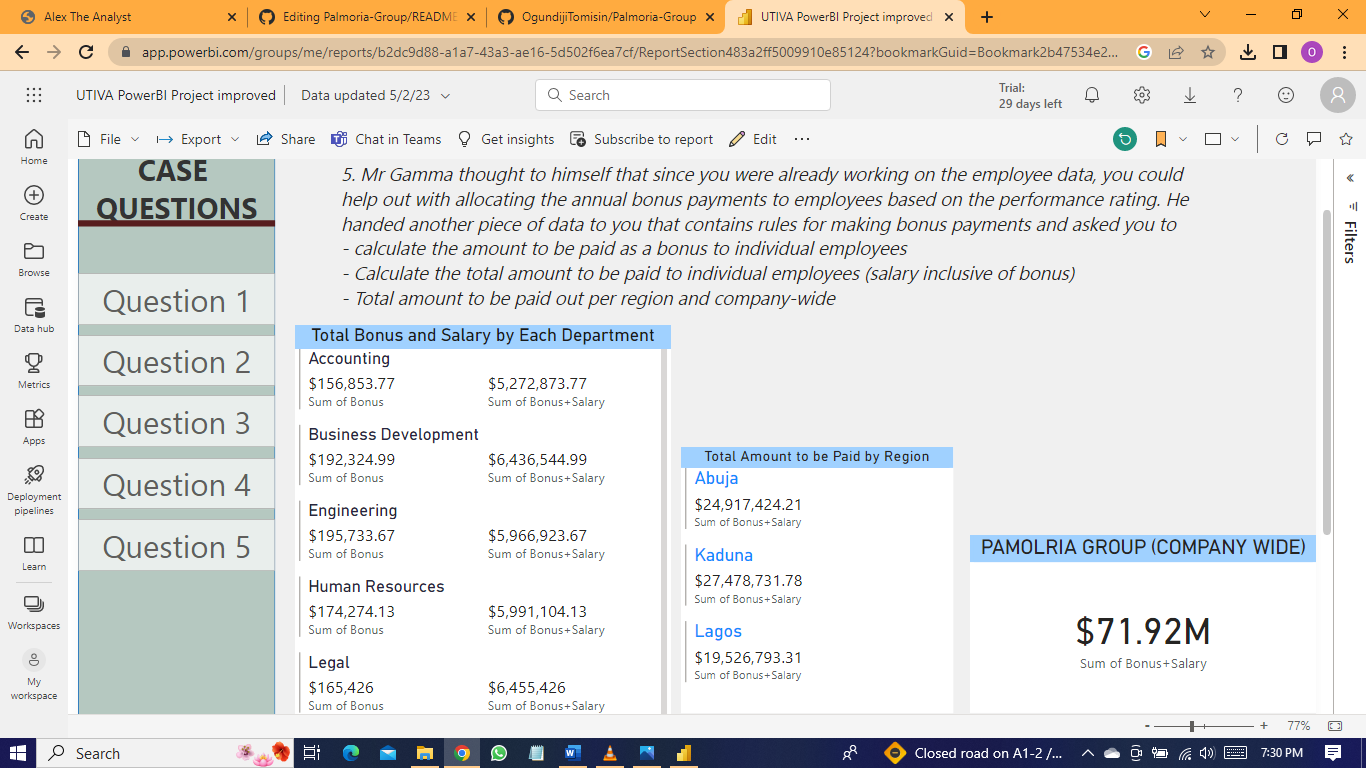 Alex The Analyst
Editing Palmoria-Group/README
OgundijiTomisin/Palmoria-Group
UTIVA PowerBI Project improved
app.powerbi.com/groups/me/reports/b2dc9d88-a1a7-43a3-ae16-5d502f6ea7cf/ReportSection483a2ff5009910e85124?bookmarkGuid=Bookmark2b47534e2...
O
UTIVA PowerBI Project improved
Data updated 5/2/23
Search
Trial:
29 days left
File
Export
Share
Chat in Teams
Get insights
Subscribe to report
Edit
Home
Create
Browse
Data hub
Metrics
Apps
Deployment
pipelines
Learn
Workspaces
My
workspace
CASE
QUESTIONS
Question 1
Question 2
Question 3
Question 4
Question 5
5. Mr Gamma thought to himself that since you were already working on the employee data, you could
help out with allocating the annual bonus payments to employees based on the performance rating. He
handed another piece of data to you that contains rules for making bonus payments and asked you to
- calculate the amount to be paid as a bonus to individual employees
- Calculate the total amount to be paid to individual employees (salary inclusive of bonus)
- Total amount to be paid out per region and company-wide
Total Bonus and Salary by Each Department
Accounting
$156,853.77 $5,272,873.77
Sum of Bonus Sum of Bonus+Salary
Business Development
$192,324.99 $6,436,544.99
Sum of Bonus Sum of Bonus+Salary
Engineering
$195,733.67 $5,966,923.67
Sum of Bonus Sum of Bonus+Salary
Human Resources
$174,274.13 $5,991,104.13
Sum of Bonus Sum of Bonus+Salary
Legal
$165,426 $6,455,426
Sum of Bonus Sum of Bonus+Salary
Total Amount to be Paid by Region
Abuja
$24,917,424.21
Sum of Bonus+Salary
Kaduna
$27,478,731.78
Sum of Bonus+Salary
Lagos
$19,526,793.31
Sum of Bonus+Salary
PAMOLRIA GROUP (COMPANY WIDE)
$71.92M
Sum of Bonus+Salary
Filters
- + 77%
Search
Closed road on A1-2 /...
7:30 PM